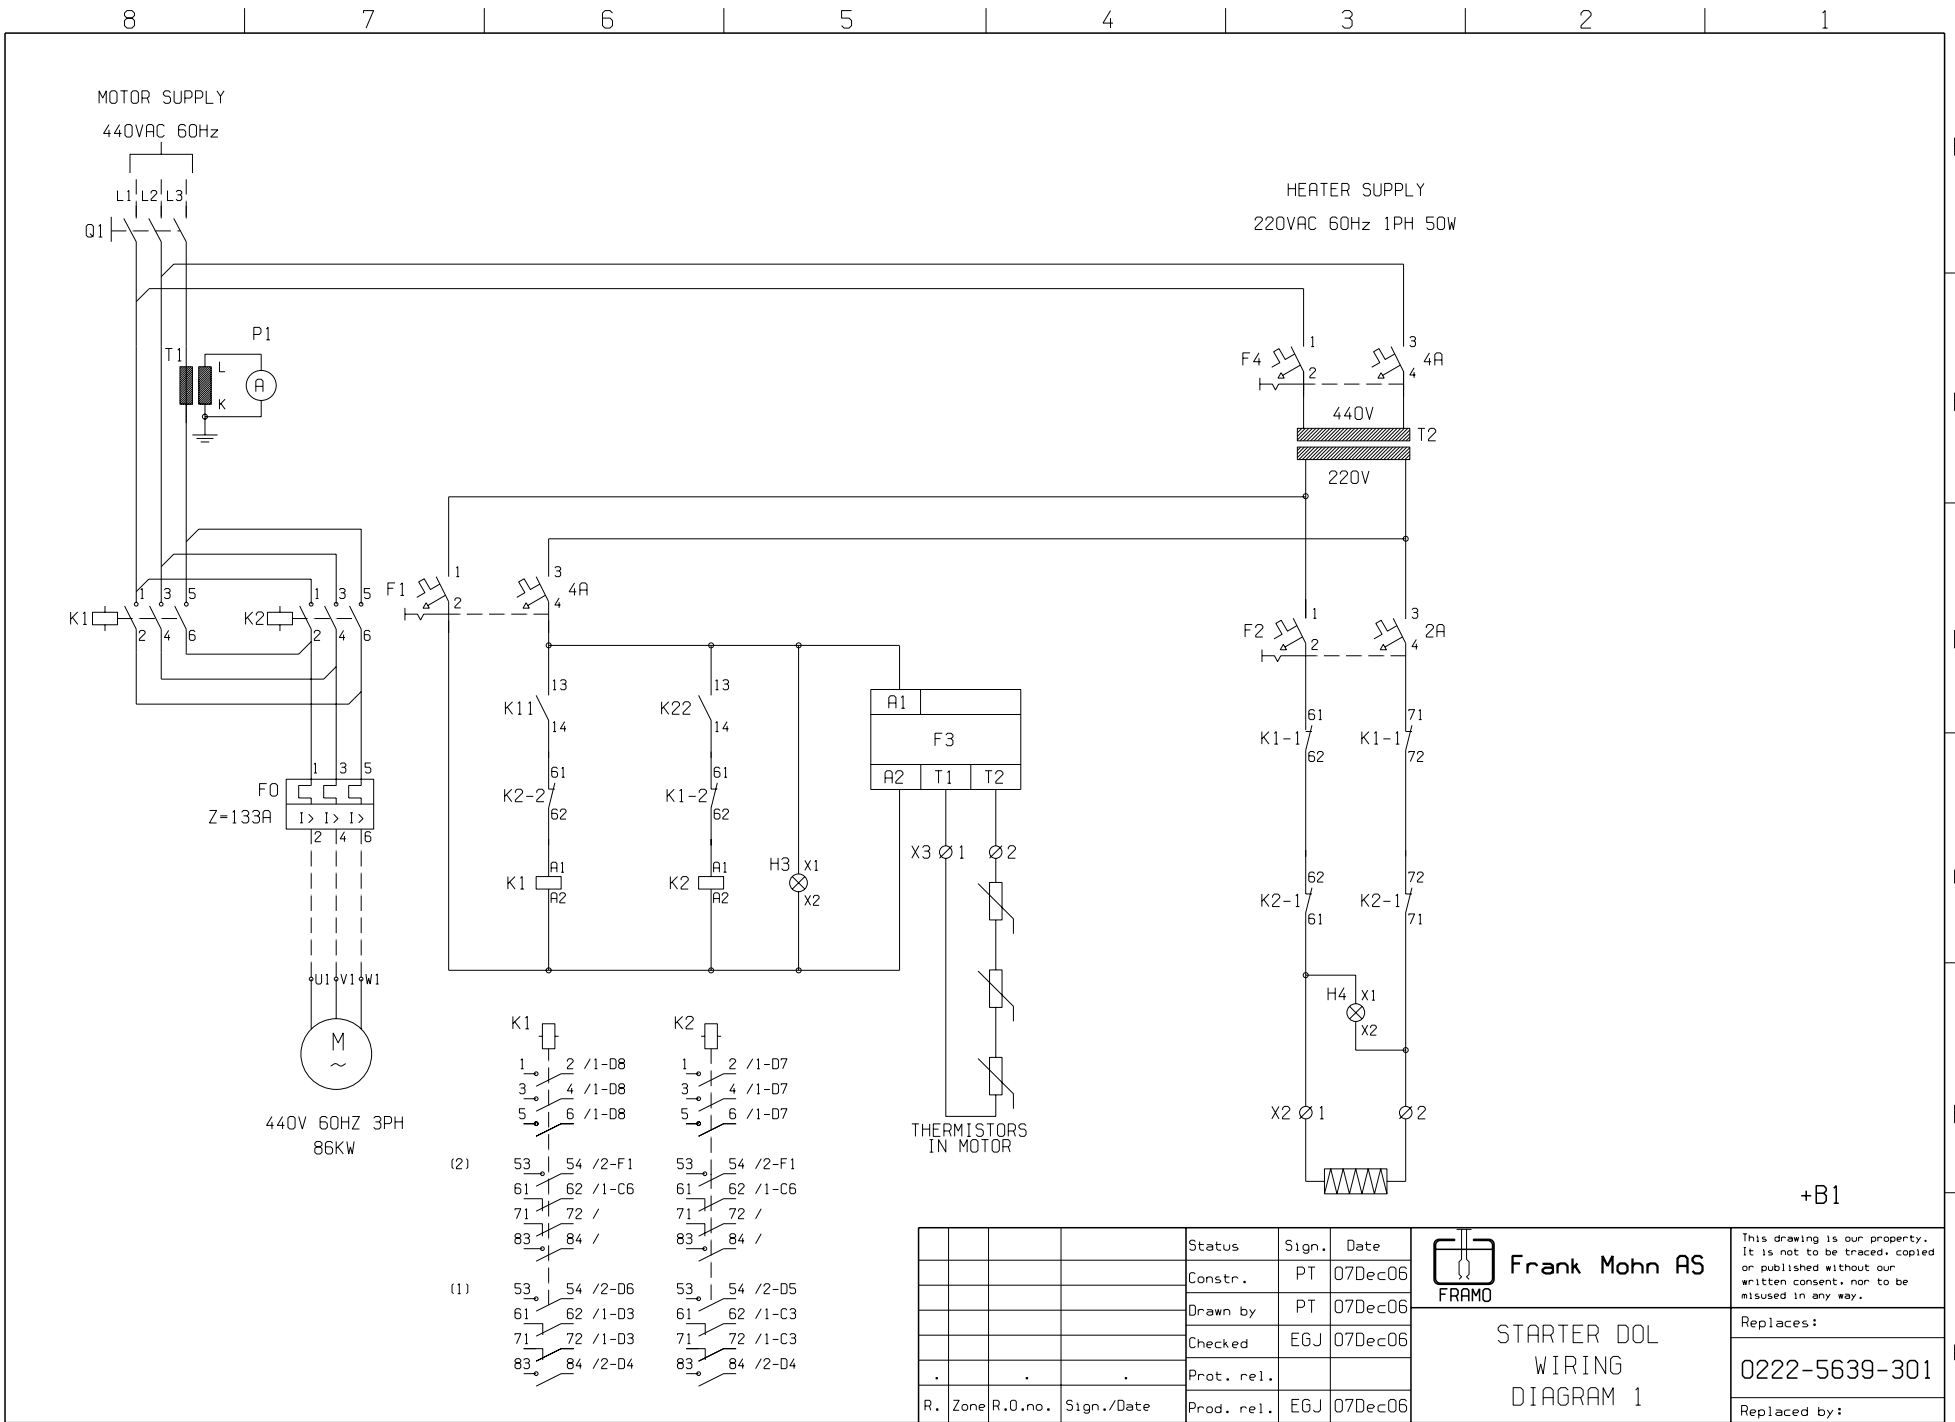 8 7 6 5 4 3 2 1
MOTOR SUPPLY
440VAC 60Hz
L1 L2 L3
Q1
HEATER SUPPLY
220VAC 60Hz 1PH 50W
P1
T1 L
A
K
F4 1 3 4A
2 4
440V
T2
220V
F1 1 3 4A
2 4
K1 1 3 5
2 4 6
K2 1 3 5
2 4 6
F2 1 3 2A
2 4
13 13
K11 K22
14 14
A1
F3
A2 T1 T2
61 71
K1-1 K1-1
62 72
F0 1 3 5
Z=133A I> I> I>
2 4 6
61 61
K2-2 K1-2
62 62
X3 1 2
A1 A1
K1 K2
A2 A2
H3 X1
X2
62 72
K2-1 K2-1
61 71
U1 V1 W1
M
~
440V 60HZ 3PH
86KW
H4 X1
X2
X2 1 2
THERMISTORS
IN MOTOR
K1 K2
1 2 /1-D8 1 2 /1-D7
3 4 /1-D8 3 4 /1-D7
5 6 /1-D8 5 6 /1-D7
(2) 53 54 /2-F1 53 54 /2-F1
61 62 /1-C6 61 62 /1-C6
71 72 / 71 72 /
83 84 / 83 84 /
(1) 53 54 /2-D6 53 54 /2-D5
61 62 /1-D3 61 62 /1-C3
71 72 /1-D3 71 72 /1-C3
83 84 /2-D4 83 84 /2-D4
+B1
Status Sign. Date
Constr. PT 07Dec06
Drawn by PT 07Dec06
Checked EGJ 07Dec06
. . . Prot. rel.
R. Zone R.O.no. Sign./Date Prod. rel. EGJ 07Dec06
FRAMO
Frank Mohn AS
STARTER DOL
WIRING
DIAGRAM 1
This drawing is our property.
It is not to be traced, copied
or published without our
written consent, nor to be
misused in any way.
Replaces:
0222-5639-301
Replaced by: